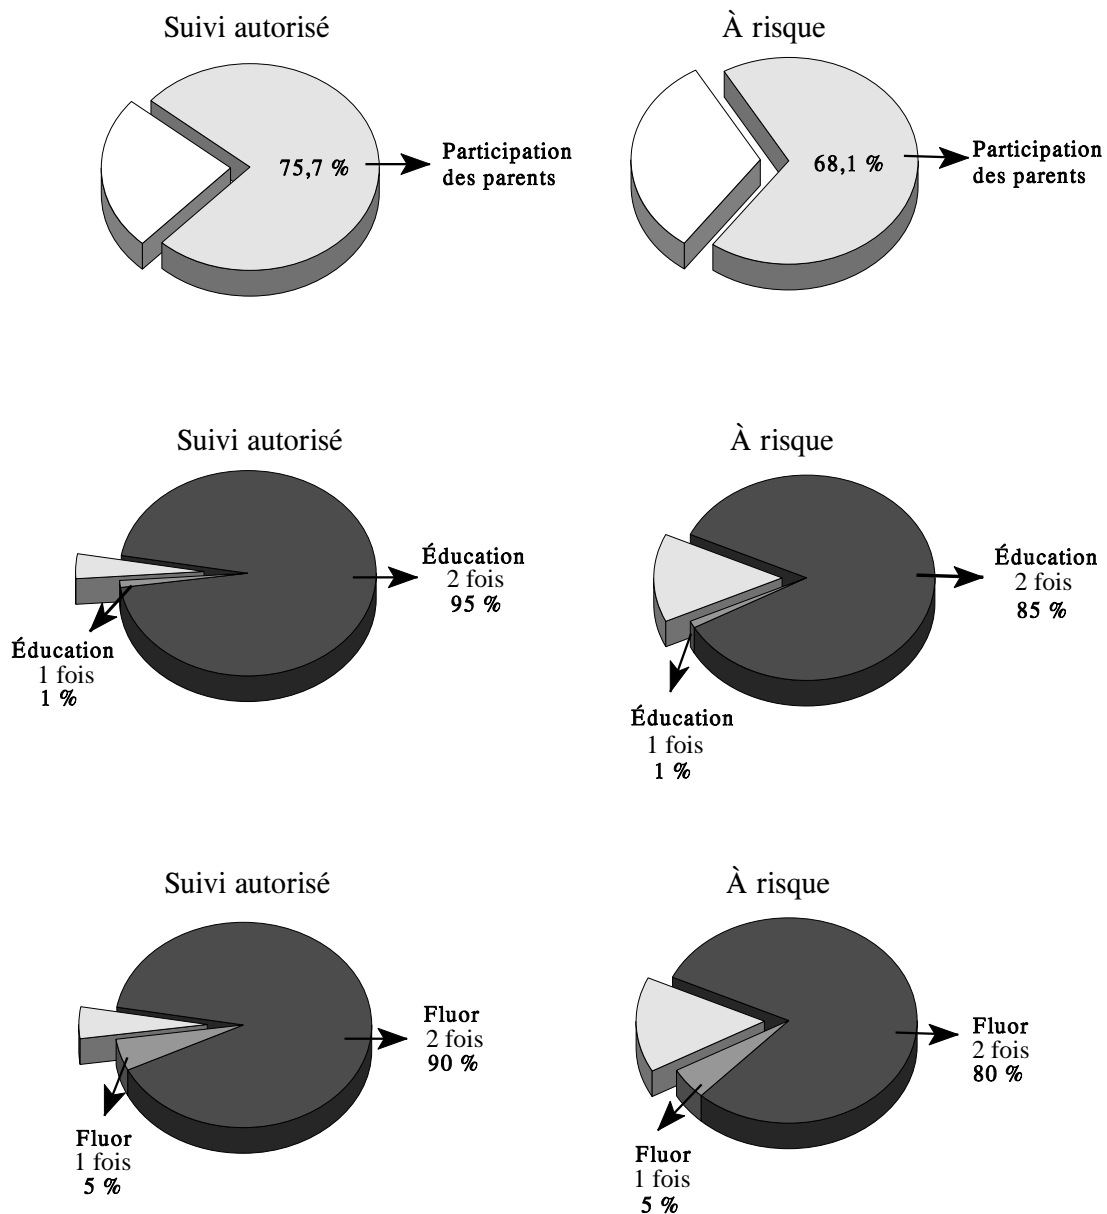 Suivi autorisé
À risque
75,7 %
Participation
des parents
68,1 %
Participation
des parents
Suivi autorisé
À risque
Éducation
2 fois
95 %
Éducation
1 fois
1 %
Éducation
2 fois
85 %
Éducation
1 fois
1 %
Suivi autorisé
À risque
Fluor
2 fois
90 %
Fluor
1 fois
5 %
Fluor
2 fois
80 %
Fluor
1 fois
5 %